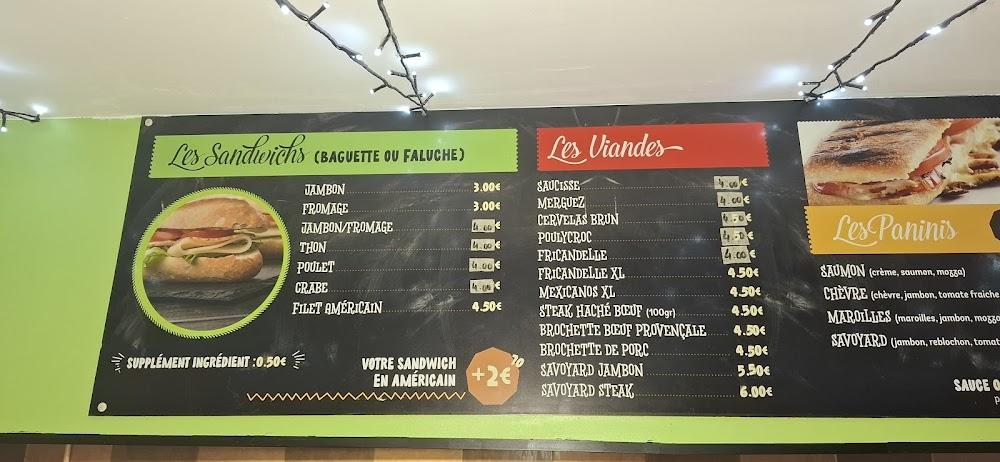 Les Sandwichs (BAGUETTE OU FALUCHE)
JAMBON 3.00€
FROMAGE 3.00€
JAMBON/FROMAGE 4.00€
THON 4.00€
POULET 4.00€
CRABE 4.00€
FILET AMÉRICAIN 4.50€
SUPPLÉMENT INGRÉDIENT :0.50€
VOTRE SANDWICH
EN AMÉRICAIN
+2€
Les Viandes
SAUCISSE 4.00€
MERGUEZ 4.00€
CERVELAS BRUN 4.50€
POULYCROC 4.50€
FRICANDELLE 4.00€
FRICANDELLE XL 4.50€
MEXICANOS XL 4.50€
STEAK HACHÉ BŒUF (100gr) 4.50€
BROCHETTE BŒUF PROVENÇALE 4.50€
BROCHETTE DE PORC 4.50€
SAVOYARD JAMBON 5.50€
SAVOYARD STEAK 6.00€
Les Paninis
SAUMON (crème, saumon, mozza)
CHÈVRE (chèvre, jambon, tomate fraiche
MAROILLES (maroilles, jambon, mozza
SAVOYARD (jambon, reblochon, tomat
SAUCE